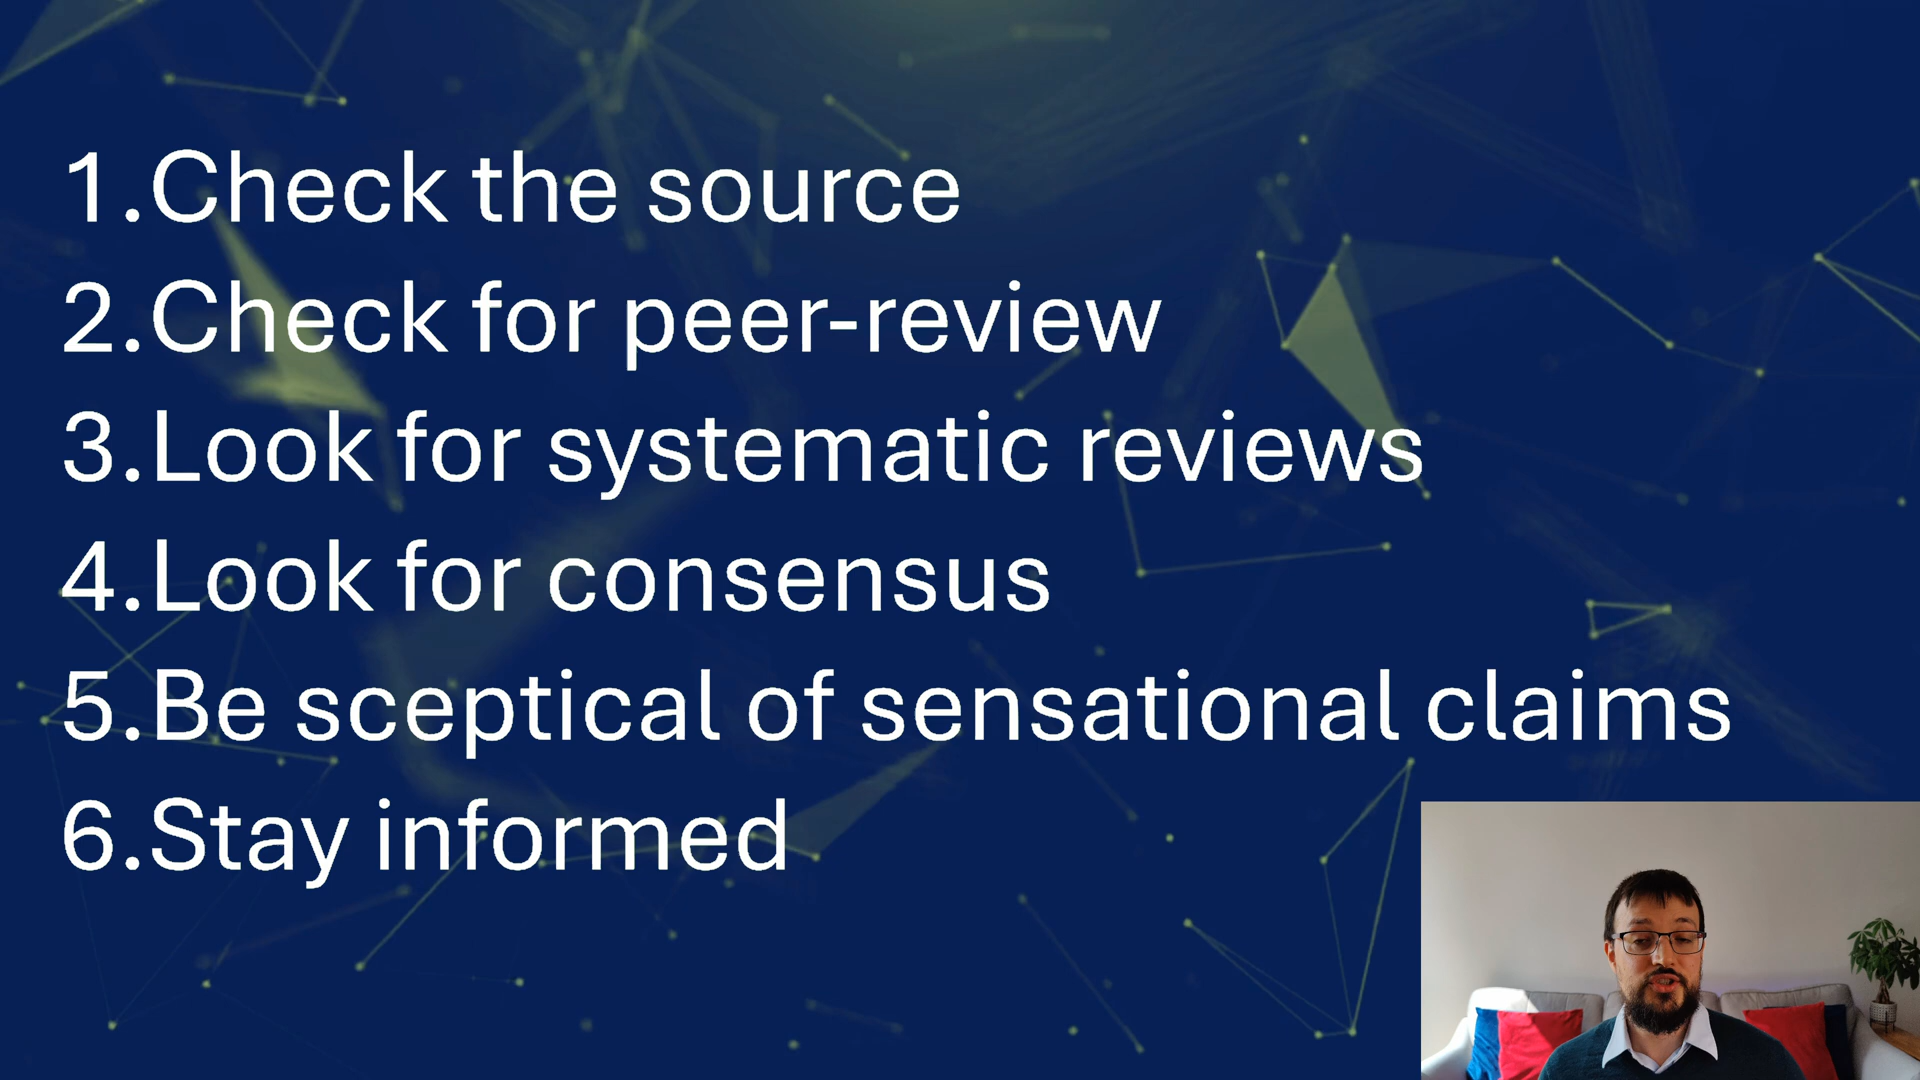 1.Check the source
2.Check for peer-review
3.Look for systematic reviews
4.Look for consensus
5.Be sceptical of sensational claims
6.Stay informed